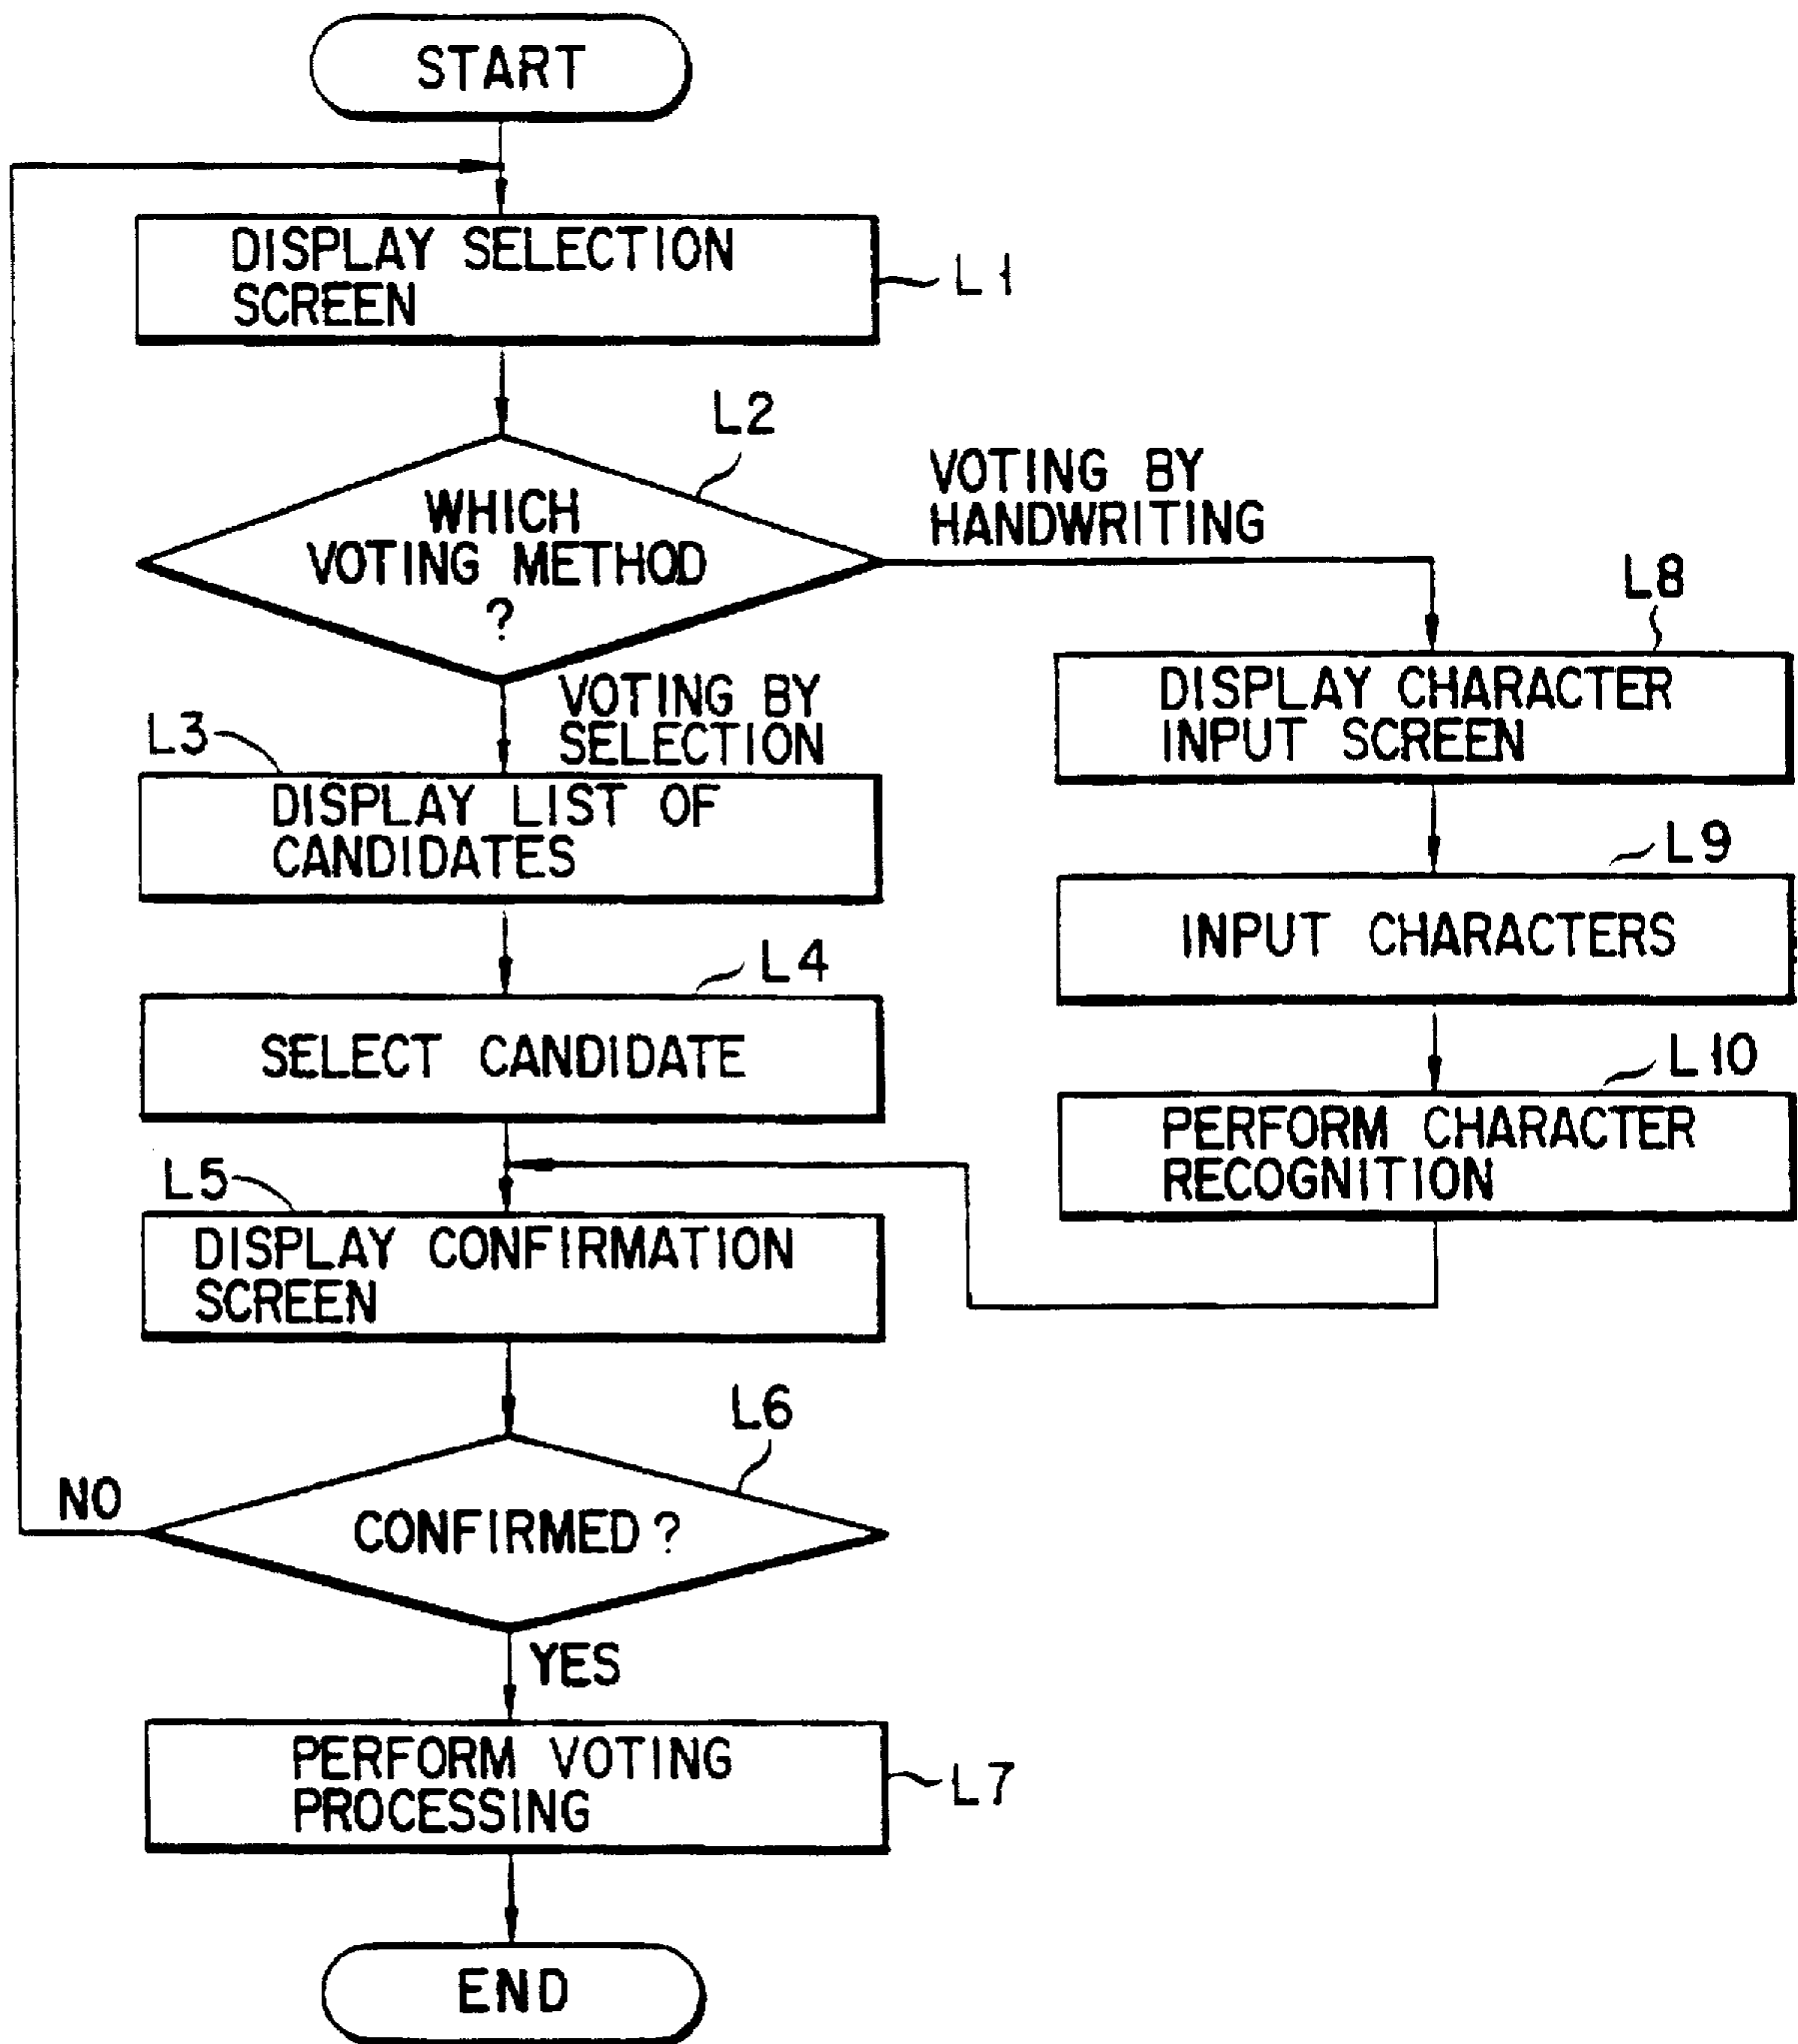 START
DISPLAY SELECTION
SCREEN
L1
L2
WHICH
VOTING METHOD
?
VOTING BY
HANDWRITING
L8
DISPLAY CHARACTER
INPUT SCREEN
VOTING BY
SELECTION
L3
DISPLAY LIST OF
CANDIDATES
L9
INPUT CHARACTERS
L4
SELECT CANDIDATE
L10
PERFORM CHARACTER
RECOGNITION
L5
DISPLAY CONFIRMATION
SCREEN
L6
NO
CONFIRMED?
YES
PERFORM VOTING
PROCESSING
L7
END